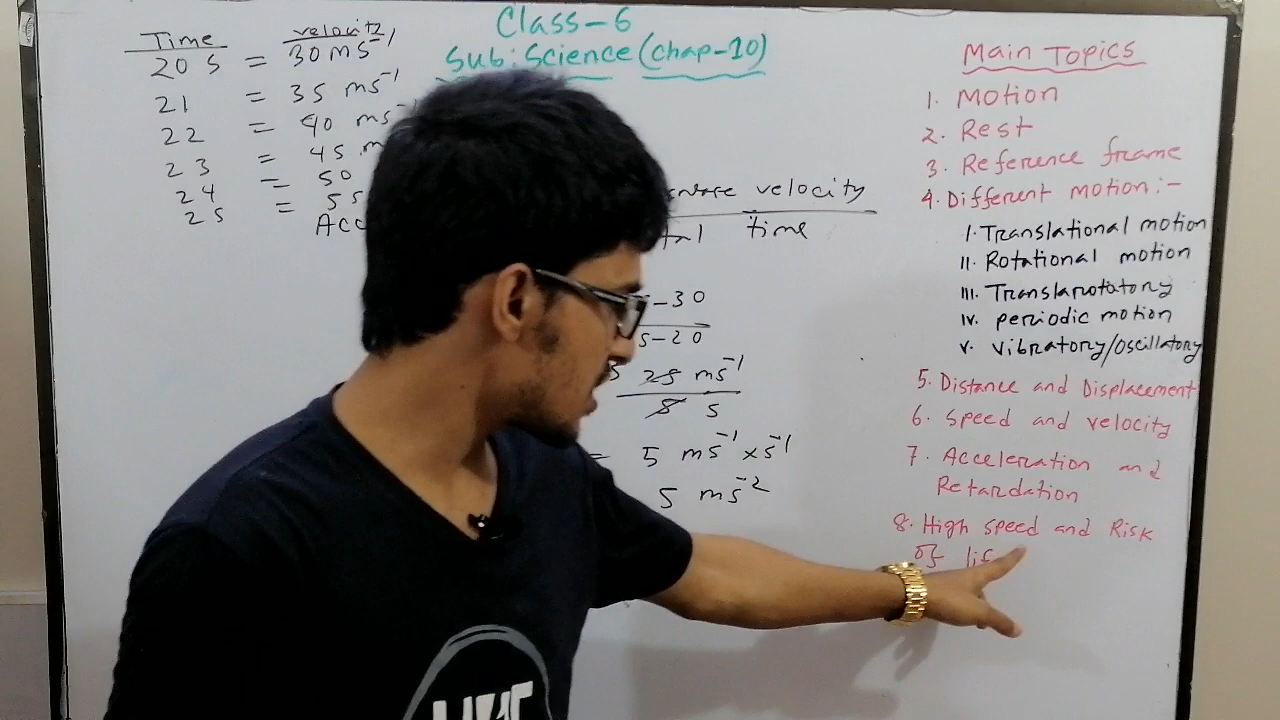 Class-6
Sub: Science (chap-10)
Time velocity
20 s = 30 ms⁻¹
21 = 35 ms⁻¹
22 = 40 ms
23 = 45 m
24 = 50
25 = 55
Acc
velocity
time
-30
-20
25 ms⁻¹
8 s
= 5 ms⁻¹ × s⁻¹
5 ms⁻²
Main Topics
1. Motion
2. Rest
3. Reference frame
4. Different motion:-
I. Translational motion
II. Rotational motion
III. Translarotatory
IV. periodic motion
V. vibratory/oscillatory
5. Distance and Displacement
6. Speed and velocity
7. Acceleration and
Retardation
8. High speed and Risk
of lif